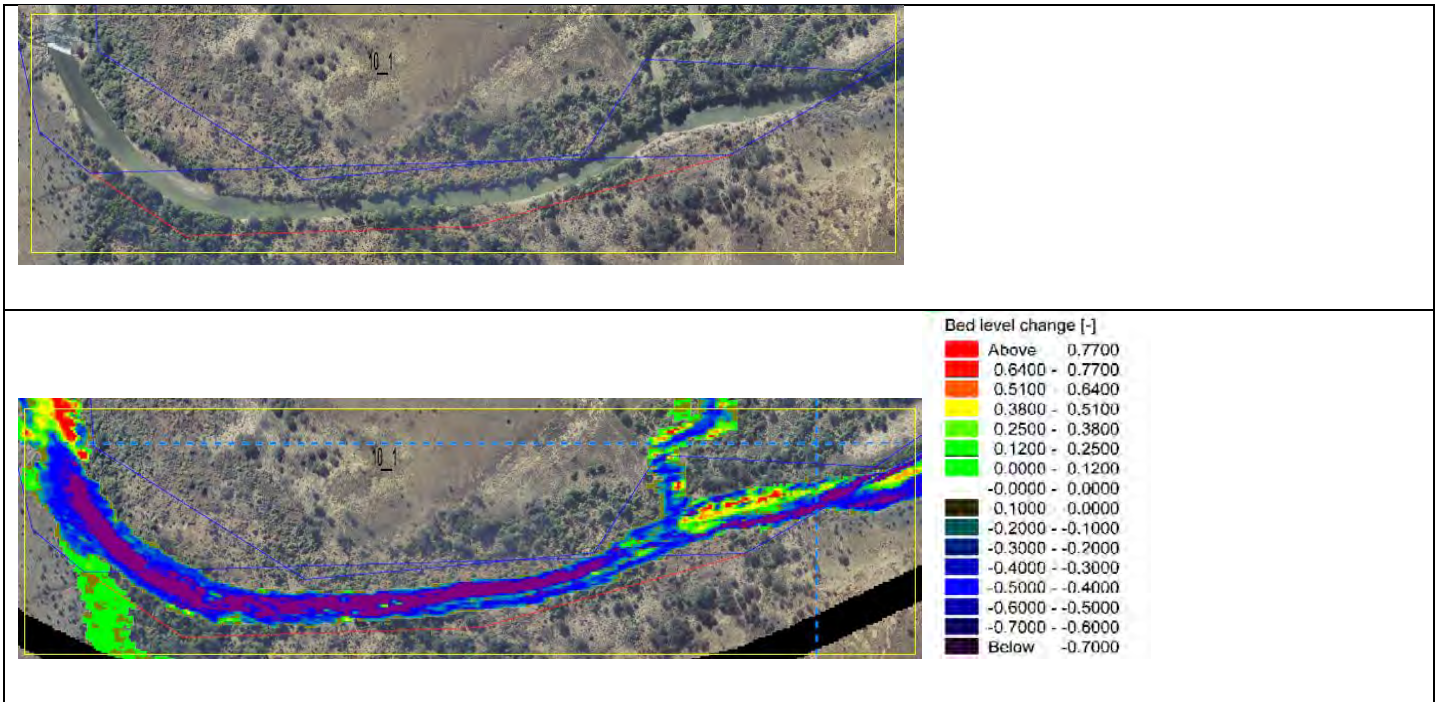 10_1
Bed level change [-]
Above 0.7700
0.6400 - 0.7700
0.5100 - 0.6400
0.3800 - 0.5100
0.2500 - 0.3800
0.1200 - 0.2500
0.0000 - 0.1200
-0.0000 - 0.0000
-0.1000 - -0.0000
-0.2000 - -0.1000
-0.3000 - -0.2000
-0.4000 - -0.3000
-0.5000 - -0.4000
-0.6000 - -0.5000
-0.7000 - -0.6000
Below -0.7000
10_1